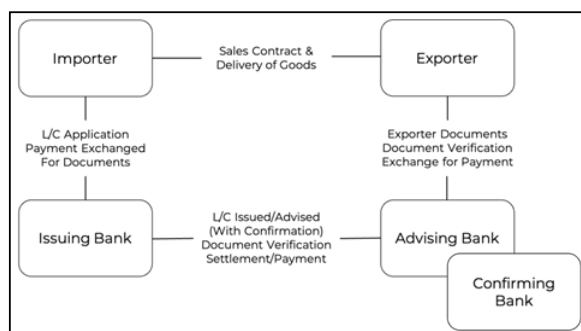 Importer
Sales Contract &
Delivery of Goods
Exporter
L/C Application
Payment Exchanged
For Documents
Exporter Documents
Document Verification
Exchange for Payment
Issuing Bank
L/C Issued/Advised
(With Confirmation)
Document Verification
Settlement/Payment
Advising Bank
Confirming
Bank